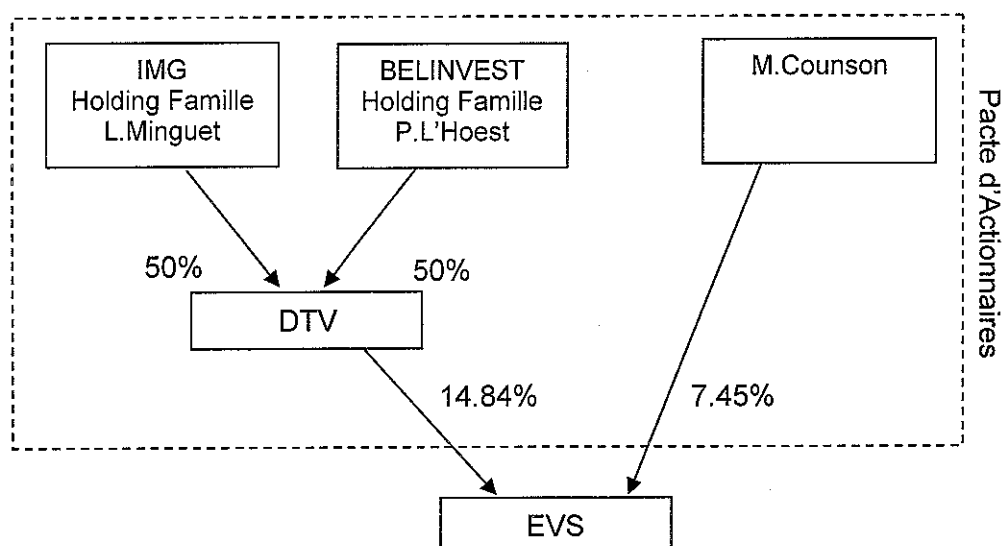 IMG
Holding Famille
L.Minguet
BELINVEST
Holding Famille
P.L'Hoest
M.Counson
Pacte d'Actionnaires
50%
50%
DTV
14.84%
7.45%
EVS